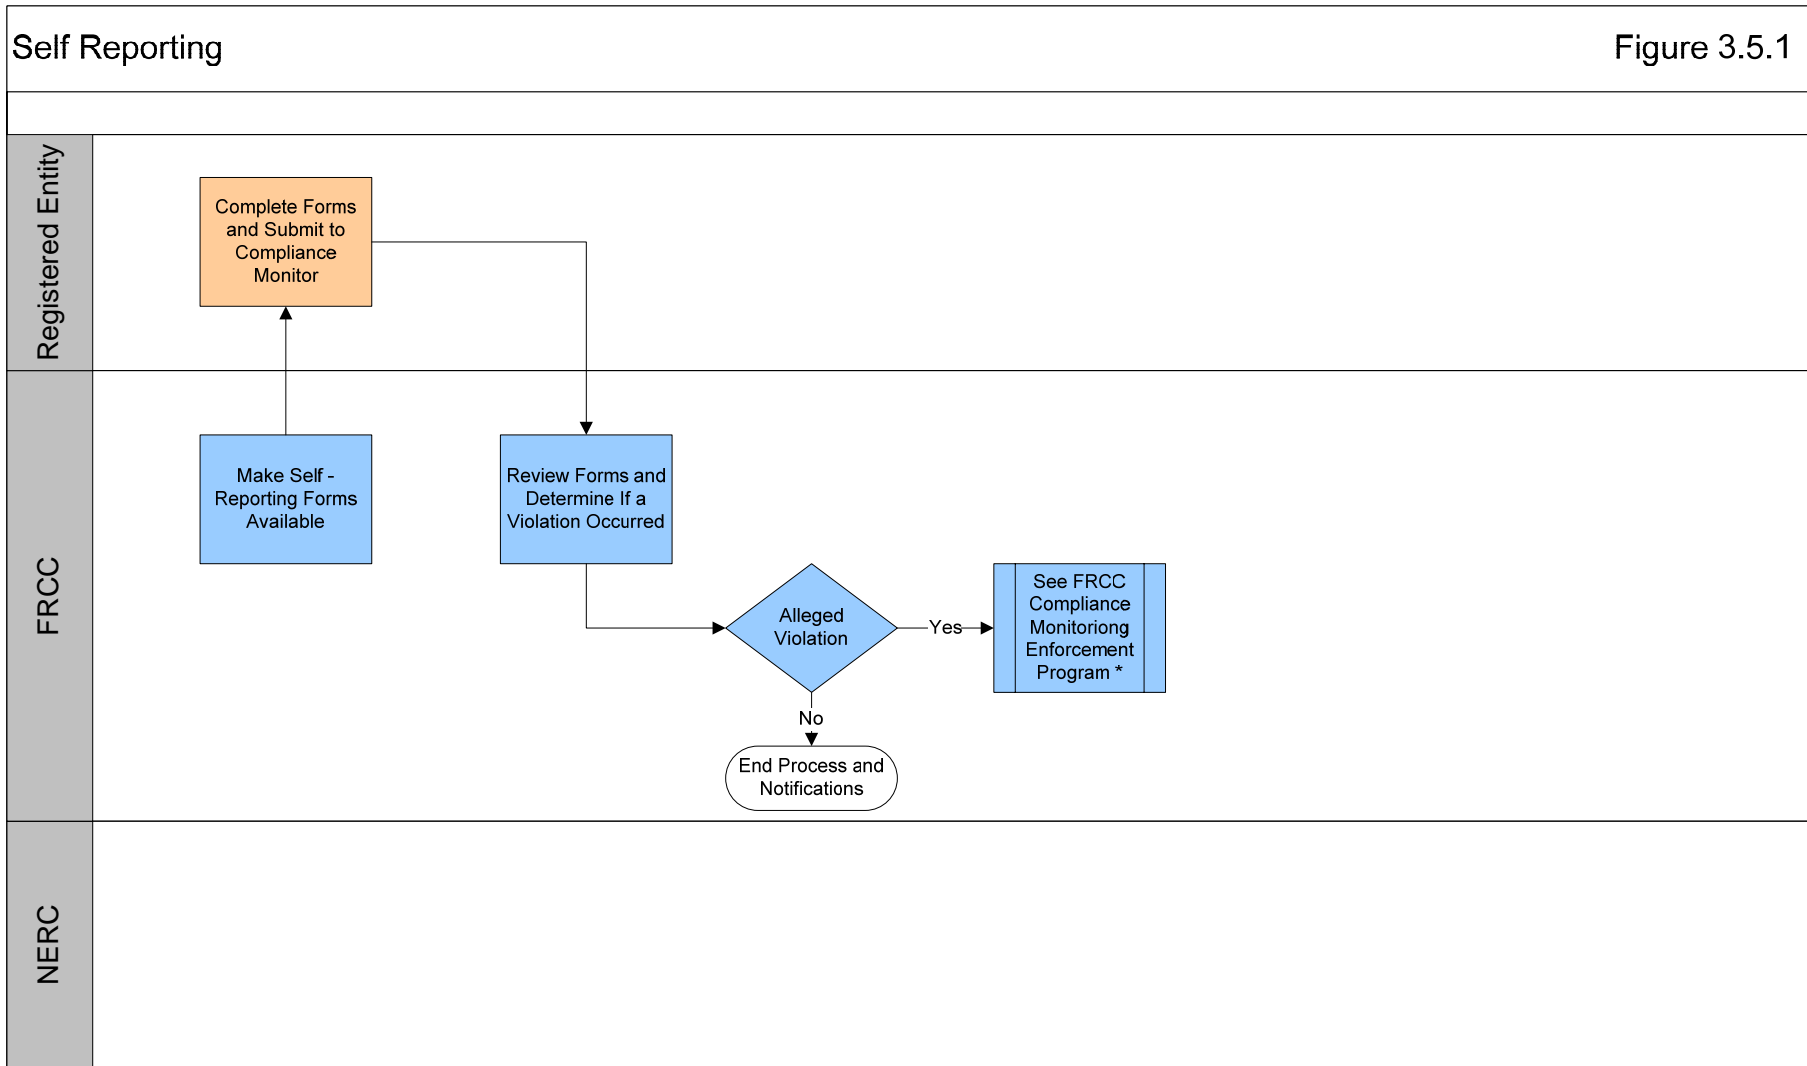 Self Reporting
Figure 3.5.1
Registered Entity
Complete Forms
and Submit to
Compliance
Monitor
FRCC
Make Self -
Reporting Forms
Available
Review Forms and
Determine If a
Violation Occurred
Alleged
Violation
Yes
See FRCC
Compliance
Monitoriong
Enforcement
Program *
No
End Process and
Notifications
NERC